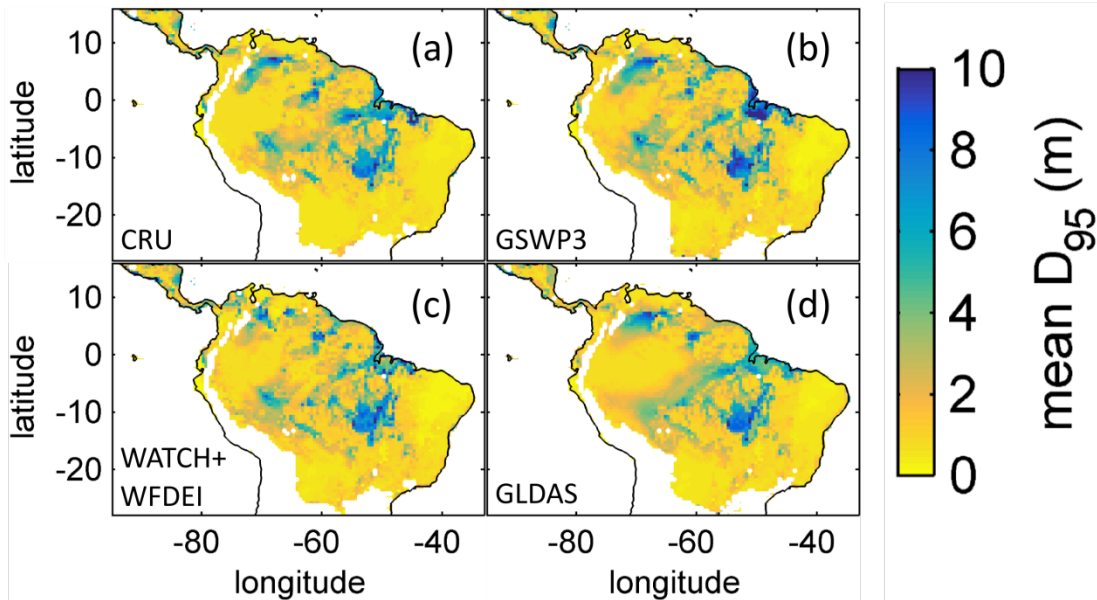 latitude
10
0
-10
-20
(a)
CRU
(b)
GSWP3
latitude
10
0
-10
-20
(c)
WATCH+
WFDEI
(d)
GLDAS
-80 -60 -40
longitude
-80 -60 -40
longitude
10
8
6
4
2
0
mean D95 (m)